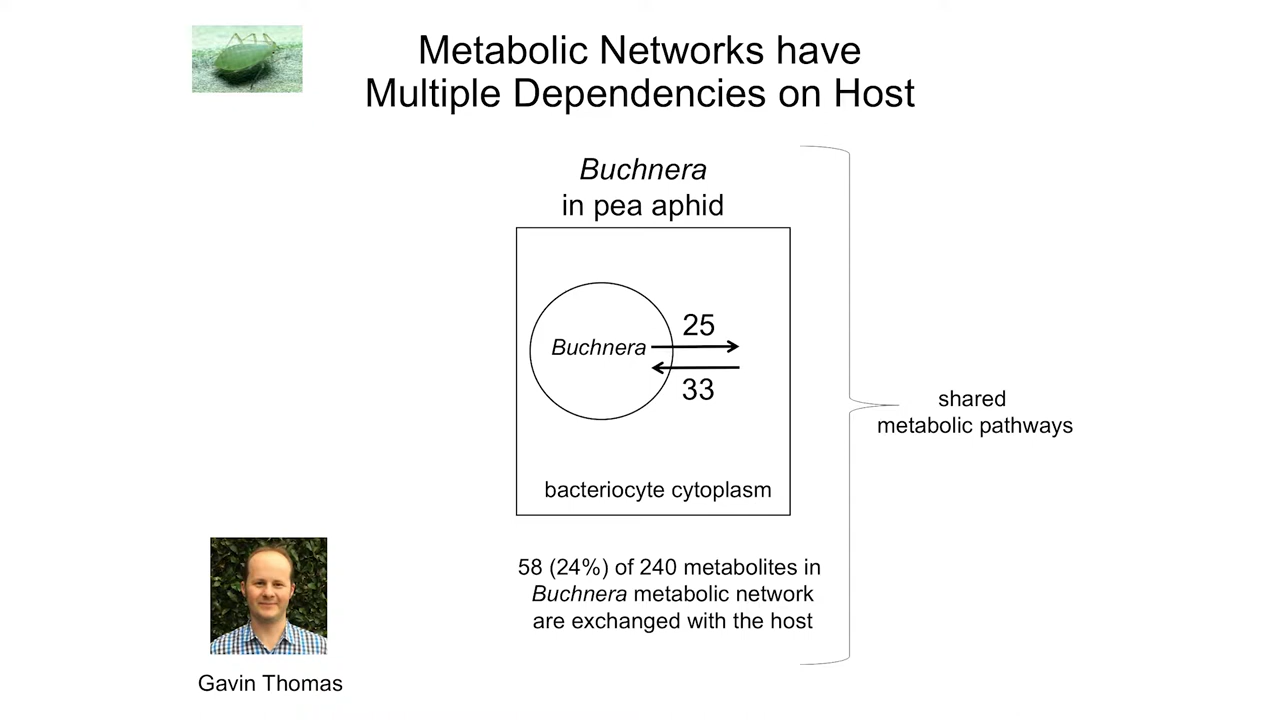 Metabolic Networks have
Multiple Dependencies on Host
Buchnera
in pea aphid
Buchnera
25
33
bacteriocyte cytoplasm
58 (24%) of 240 metabolites in
Buchnera metabolic network
are exchanged with the host
shared
metabolic pathways
Gavin Thomas